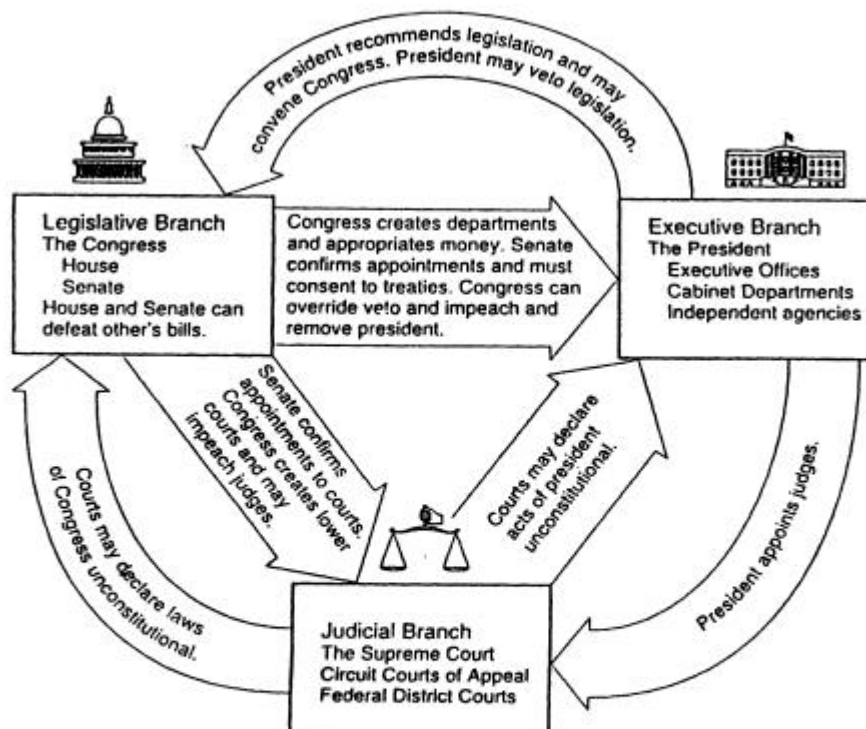 President recommends legislation and may
convene Congress. President may veto legislation.
Legislative Branch
The Congress
House
Senate
House and Senate can
defeat other's bills.
Congress creates departments
and appropriates money. Senate
confirms appointments and must
consent to treaties. Congress can
override veto and impeach and
remove president.
Executive Branch
The President
Executive Offices
Cabinet Departments
Independent agencies
Senate confirms
appointments to courts.
Congress creates lower
courts and may
impeach judges.
Courts may declare
acts of president
unconstitutional.
Courts may declare laws
of Congress unconstitutional.
President appoints judges.
Judicial Branch
The Supreme Court
Circuit Courts of Appeal
Federal District Courts